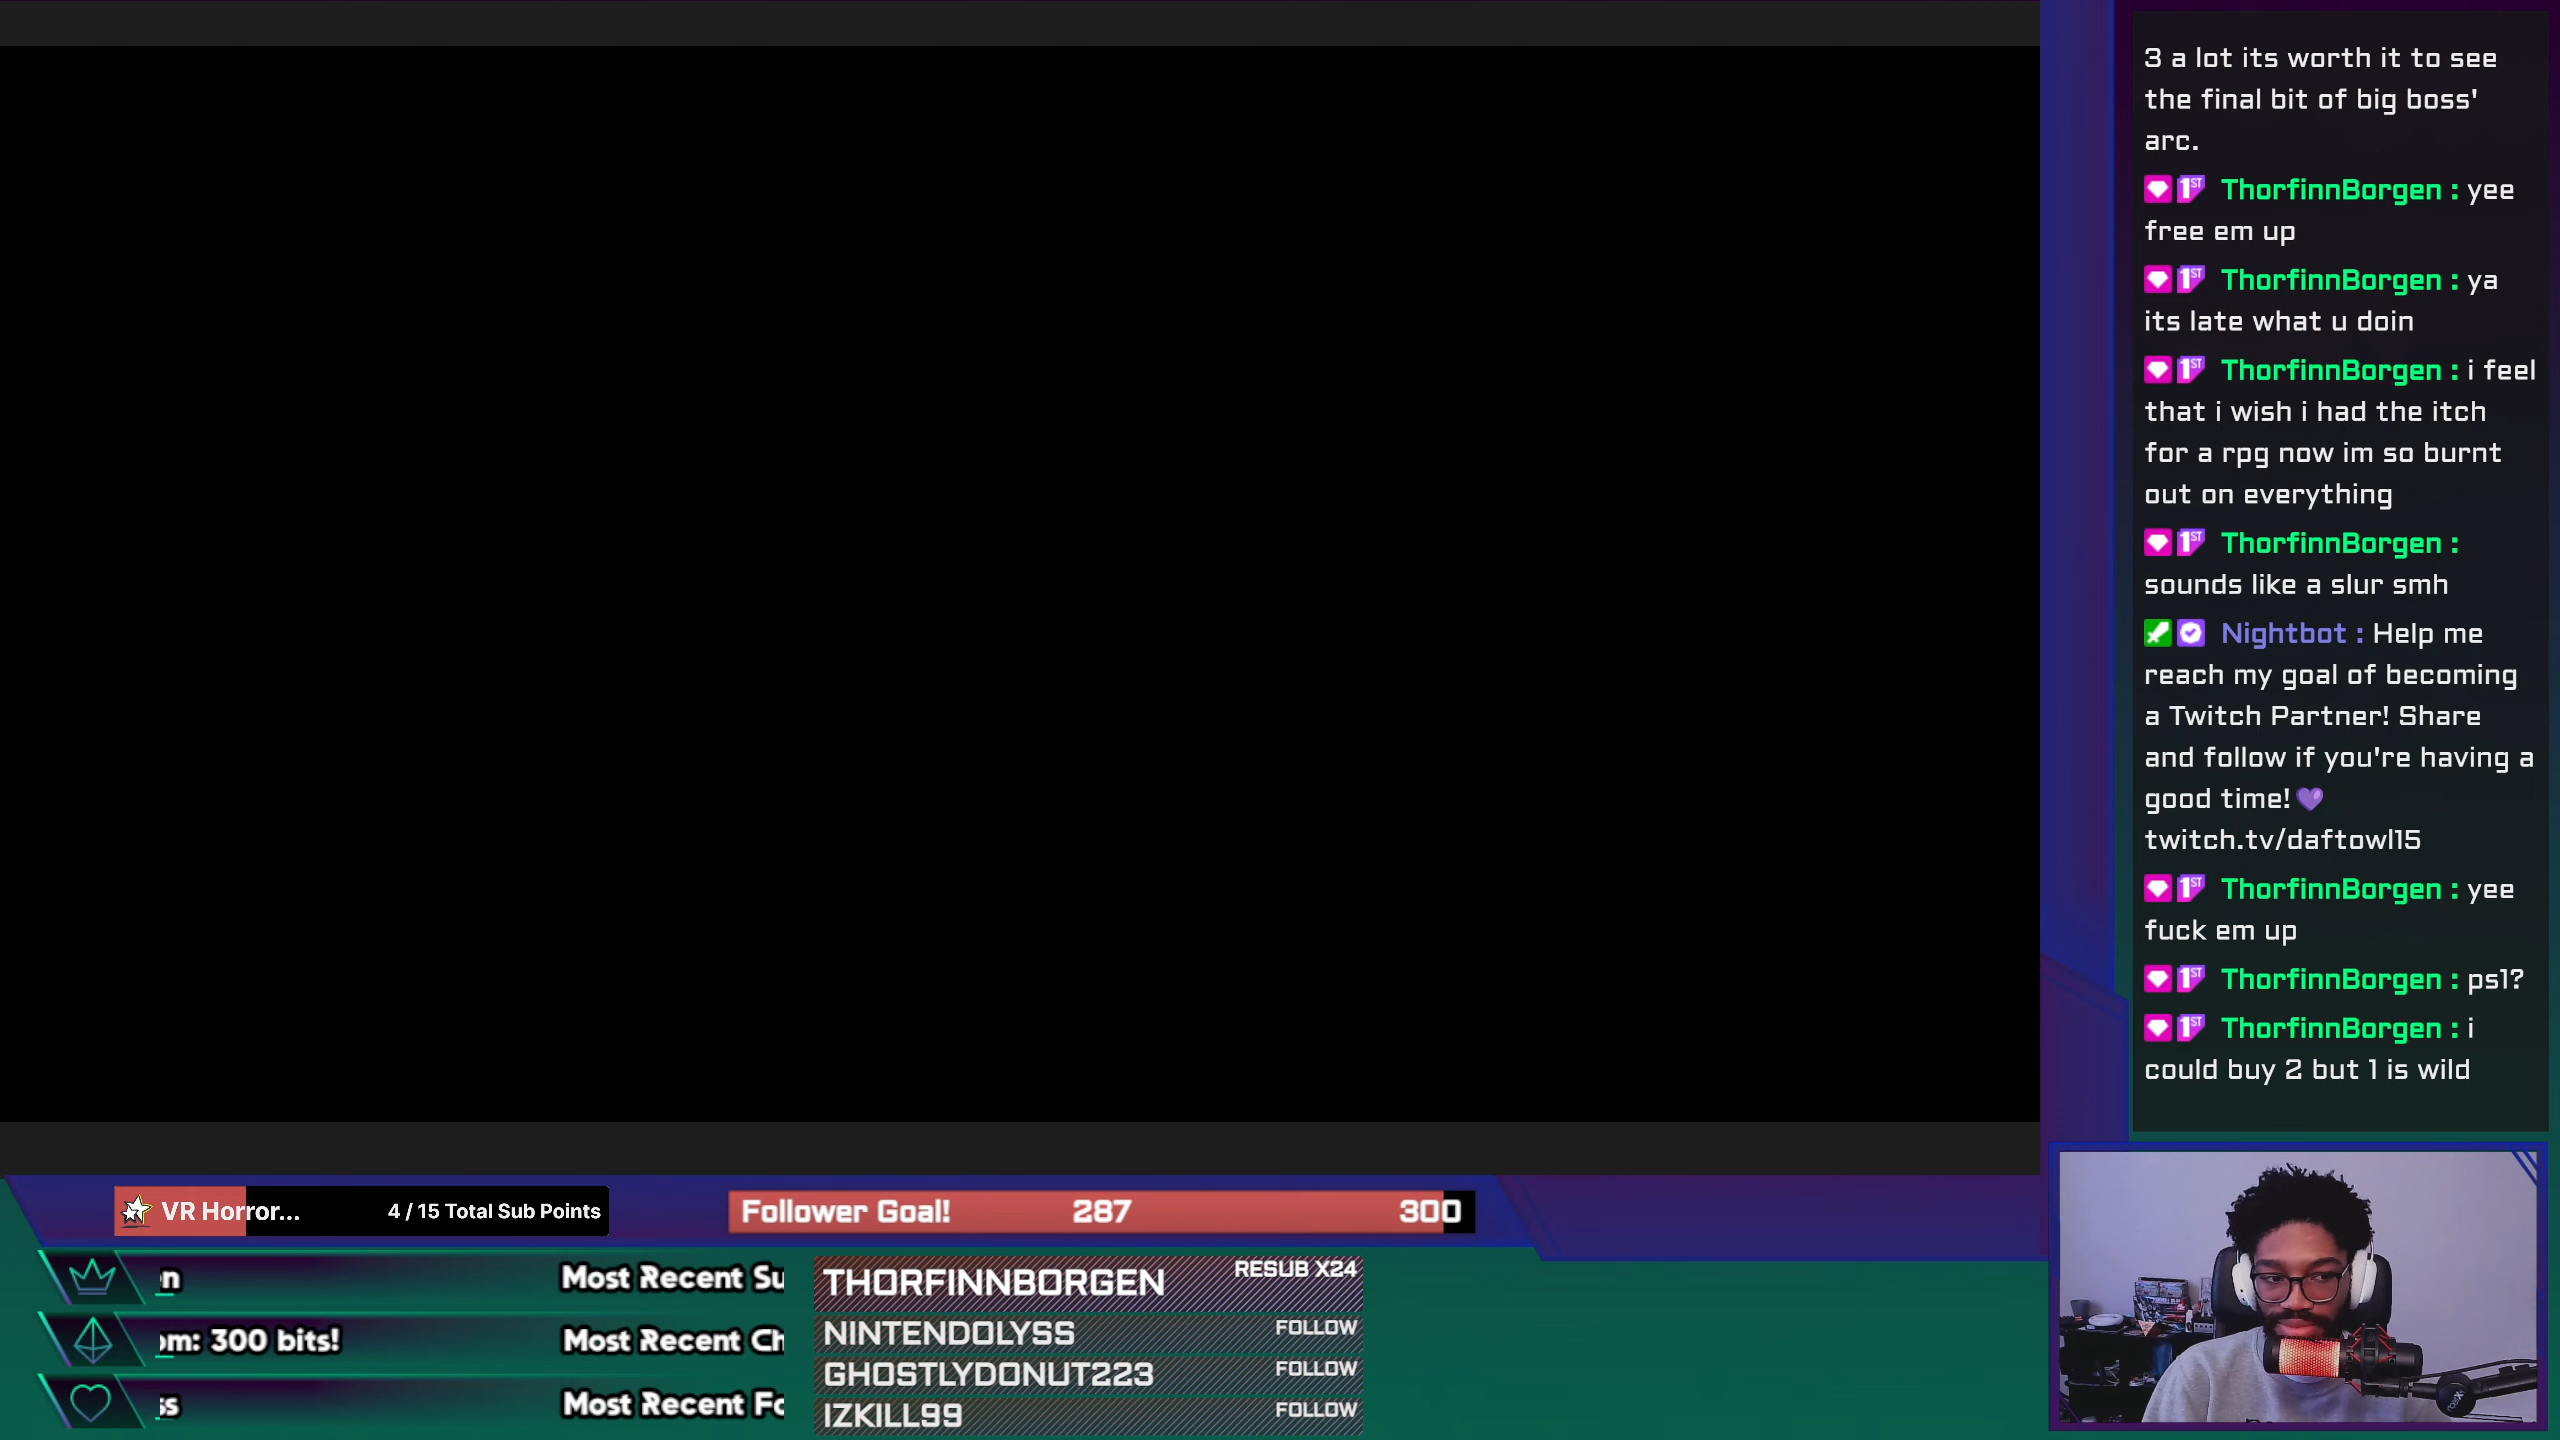 3 a lot its worth it to see
the final bit of big boss'
arc.
ThorfinnBorgen : yee
free em up
ThorfinnBorgen : ya
its late what u doin
ThorfinnBorgen : i feel
that i wish i had the itch
for a rpg now im so burnt
out on everything
ThorfinnBorgen :
sounds like a slur smh
Nightbot : Help me
reach my goal of becoming
a Twitch Partner! Share
and follow if you're having a
good time!
twitch.tv/daftowl15
ThorfinnBorgen : yee
fuck em up
ThorfinnBorgen : ps1?
ThorfinnBorgen : i
could buy 2 but 1 is wild
VR Horror... 4 / 15 Total Sub Points
Follower Goal! 287 300
n Most Recent Su
om: 300 bits! Most Recent Ch
ss Most Recent Fo
THORFINNBORGEN RESUB X24
NINTENDOLYSS FOLLOW
GHOSTLYDONUT223 FOLLOW
IZKILL99 FOLLOW